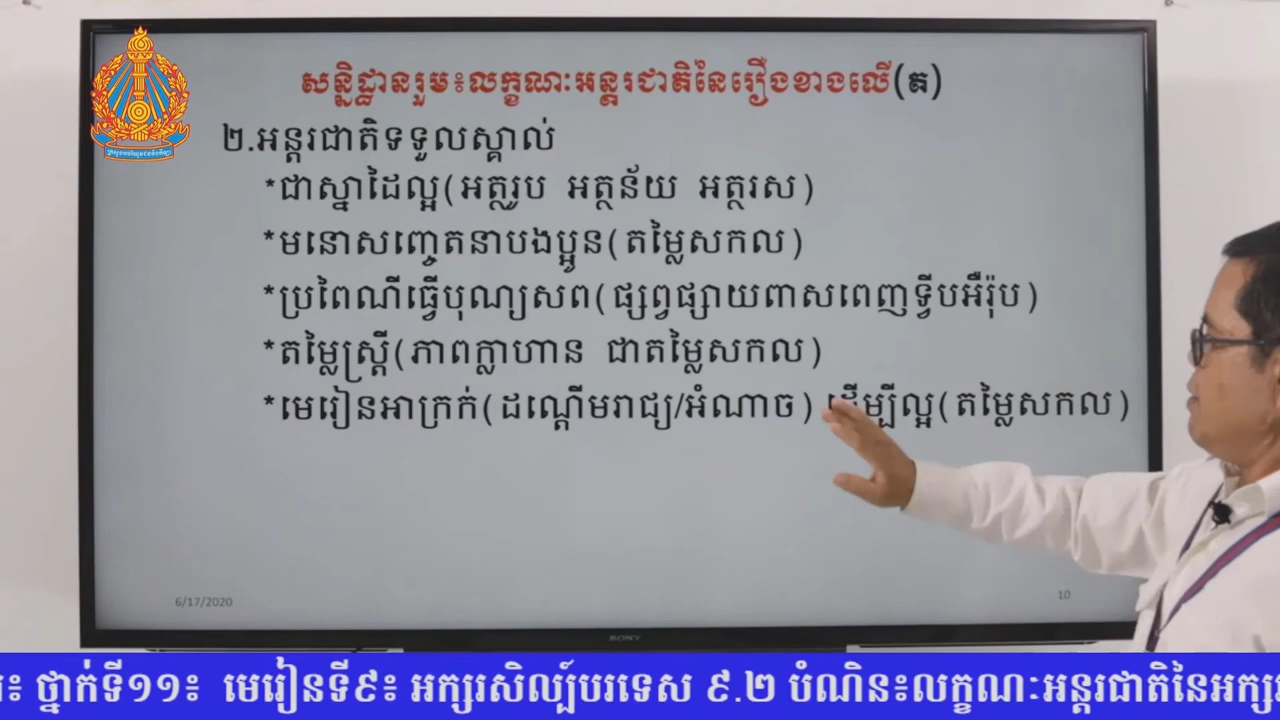 សន្និដ្ឋានរួម៖លក្ខណៈអន្តរជាតិនៃរឿងខាងលើ(ត)
២.អន្តរជាតិទទួលស្គាល់
*ជាស្នាដៃល្អ(អត្ថរូប អត្ថន័យ អត្ថរស)
*មនោសញ្ចេតនាបងប្អូន(តម្លៃសកល)
*ប្រពៃណីធ្វើបុណ្យសព(ផ្សព្វផ្សាយពាសពេញទ្វីបអឺរ៉ុប)
*តម្លៃស្ត្រី(ភាពក្លាហាន ជាតម្លៃសកល)
*មេរៀនអាក្រក់(ដណ្តើមរាជ្យ/អំណាច) ដើម្បីល្អ(តម្លៃសកល)
6/17/2020
10
SONY
ថ្នាក់ទី១១៖ មេរៀនទី៩៖ អក្សរសិល្ប៍បរទេស ៩.២ បំណិន៖លក្ខណៈអន្តរជាតិនៃអក្ស